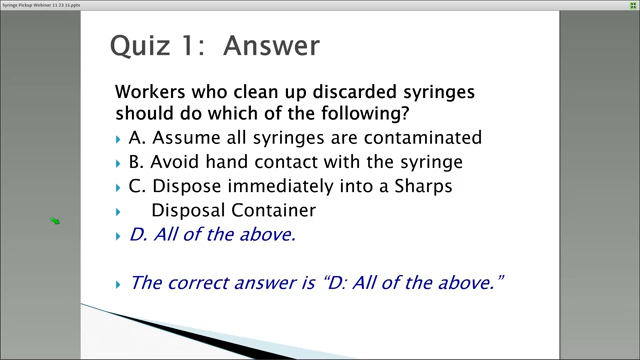 Syringe Pickup Webinar 11 23 15.pptx
Quiz 1: Answer
Workers who clean up discarded syringes
should do which of the following?
A. Assume all syringes are contaminated
B. Avoid hand contact with the syringe
C. Dispose immediately into a Sharps
Disposal Container
D. All of the above.
The correct answer is “D: All of the above.”